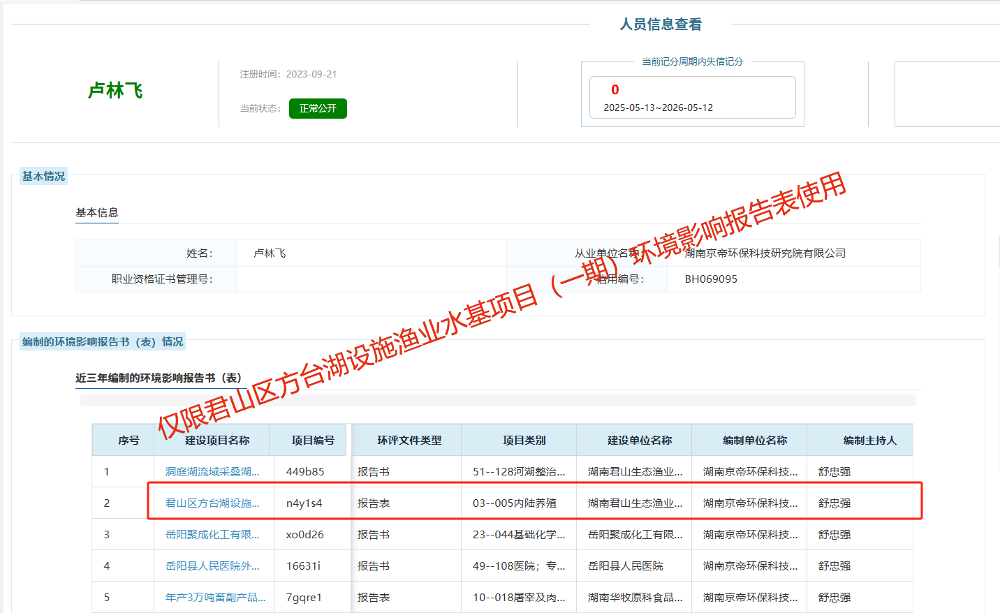 人员信息查看
卢林飞
注册时间：2023-09-21
当前状态：
正常公开
当前记分周期内失信记分
0
2025-05-13~2026-05-12
基本情况
基本信息
姓名： 卢林飞 从业单位名称： 湖南京帝环保科技研究院有限公司
职业资格证书管理号： 信用编号： BH069095
仅限君山区方台湖设施渔业水基项目（一期）环境影响报告表使用
编制的环境影响报告书（表）情况
近三年编制的环境影响报告书（表）
序号 建设项目名称 项目编号 环评文件类型 项目类别 建设单位名称 编制单位名称 编制主持人
1 洞庭湖流域采桑湖... 449b85 报告书 51--128河湖整治... 湖南君山生态渔业... 湖南京帝环保科技... 舒忠强
2 君山区方台湖设施... n4y1s4 报告表 03--005内陆养殖 湖南君山生态渔业... 湖南京帝环保科技... 舒忠强
3 岳阳聚成化工有限... xo0d26 报告书 23--044基础化学... 岳阳聚成化工有限... 湖南京帝环保科技... 舒忠强
4 岳阳县人民医院外... 16631i 报告书 49--108医院；专... 岳阳县人民医院 湖南京帝环保科技... 舒忠强
5 年产3万吨畜副产品... 7gqre1 报告表 10--018屠宰及肉... 湖南华牧原科食品... 湖南京帝环保科技... 舒忠强